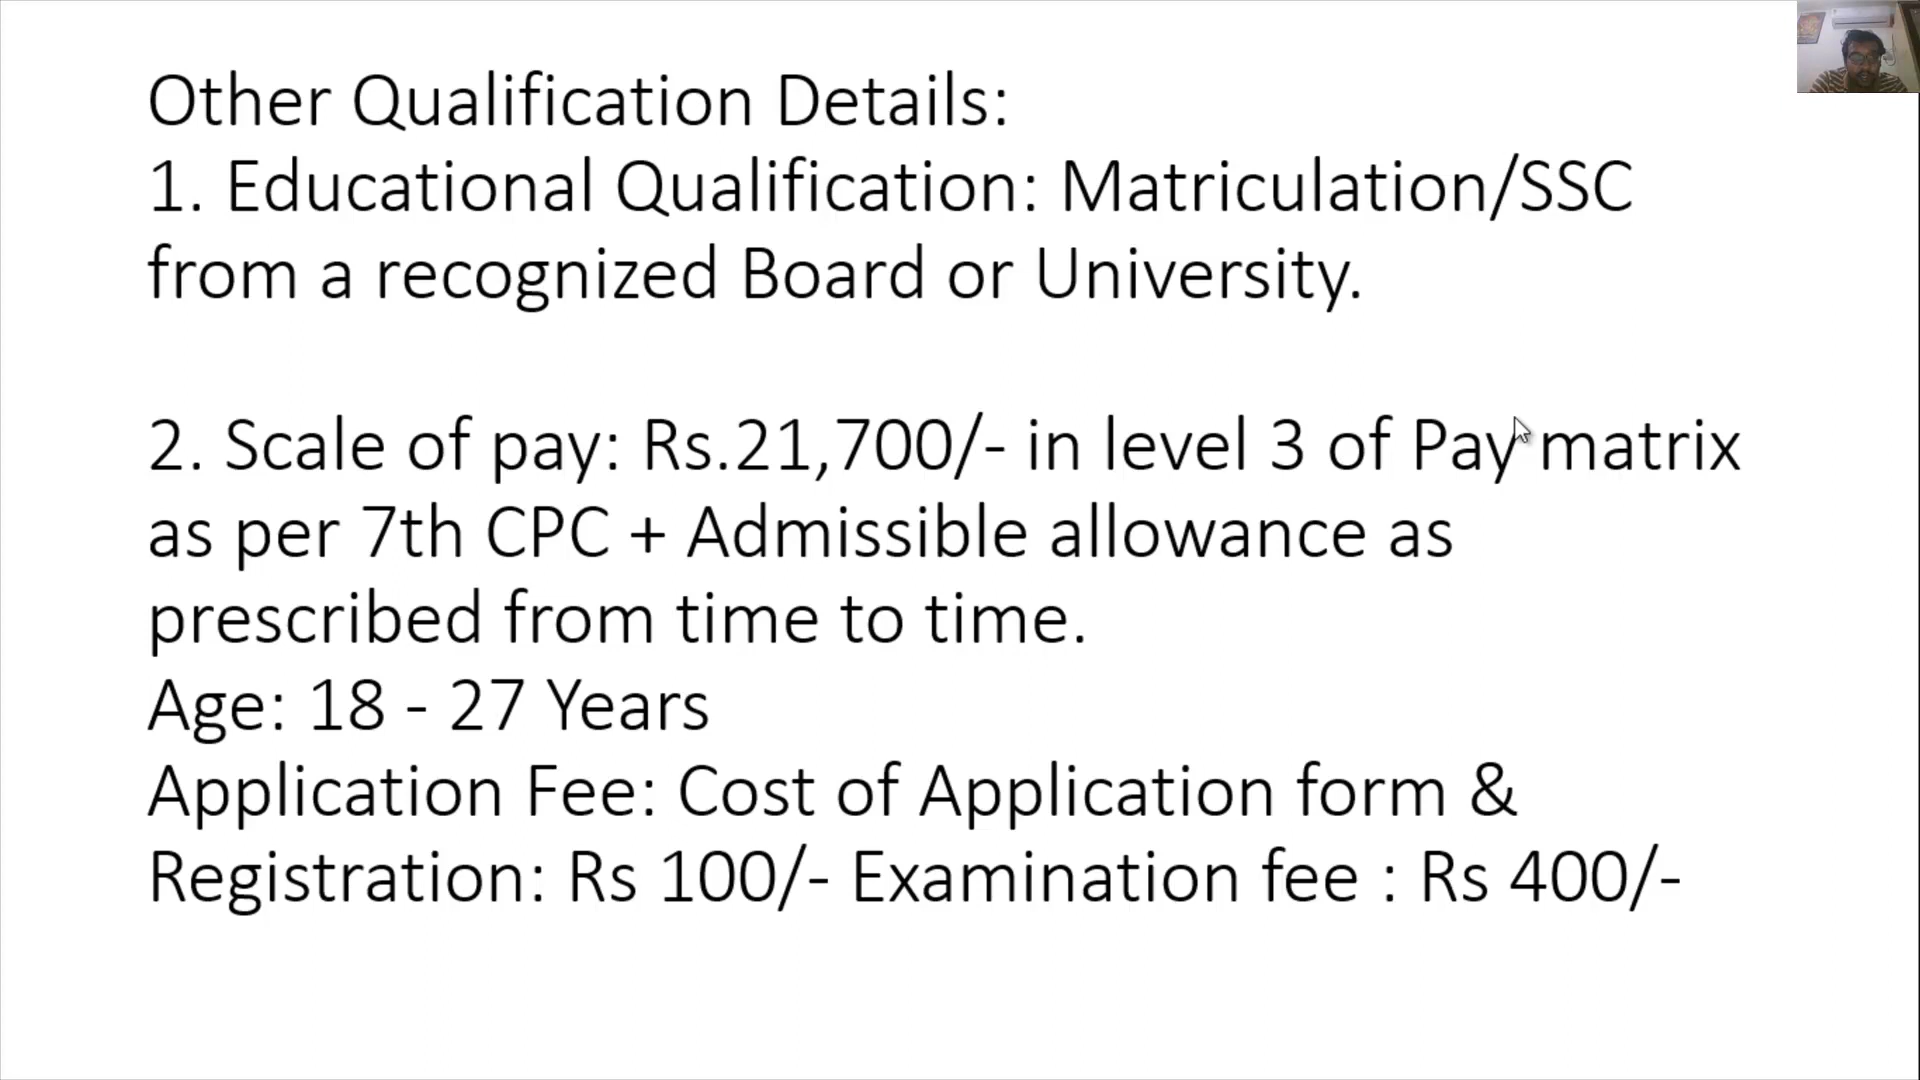 Other Qualification Details:
1. Educational Qualification: Matriculation/SSC
from a recognized Board or University.
2. Scale of pay: Rs.21,700/- in level 3 of Pay matrix
as per 7th CPC + Admissible allowance as
prescribed from time to time.
Age: 18 - 27 Years
Application Fee: Cost of Application form &
Registration: Rs 100/- Examination fee : Rs 400/-